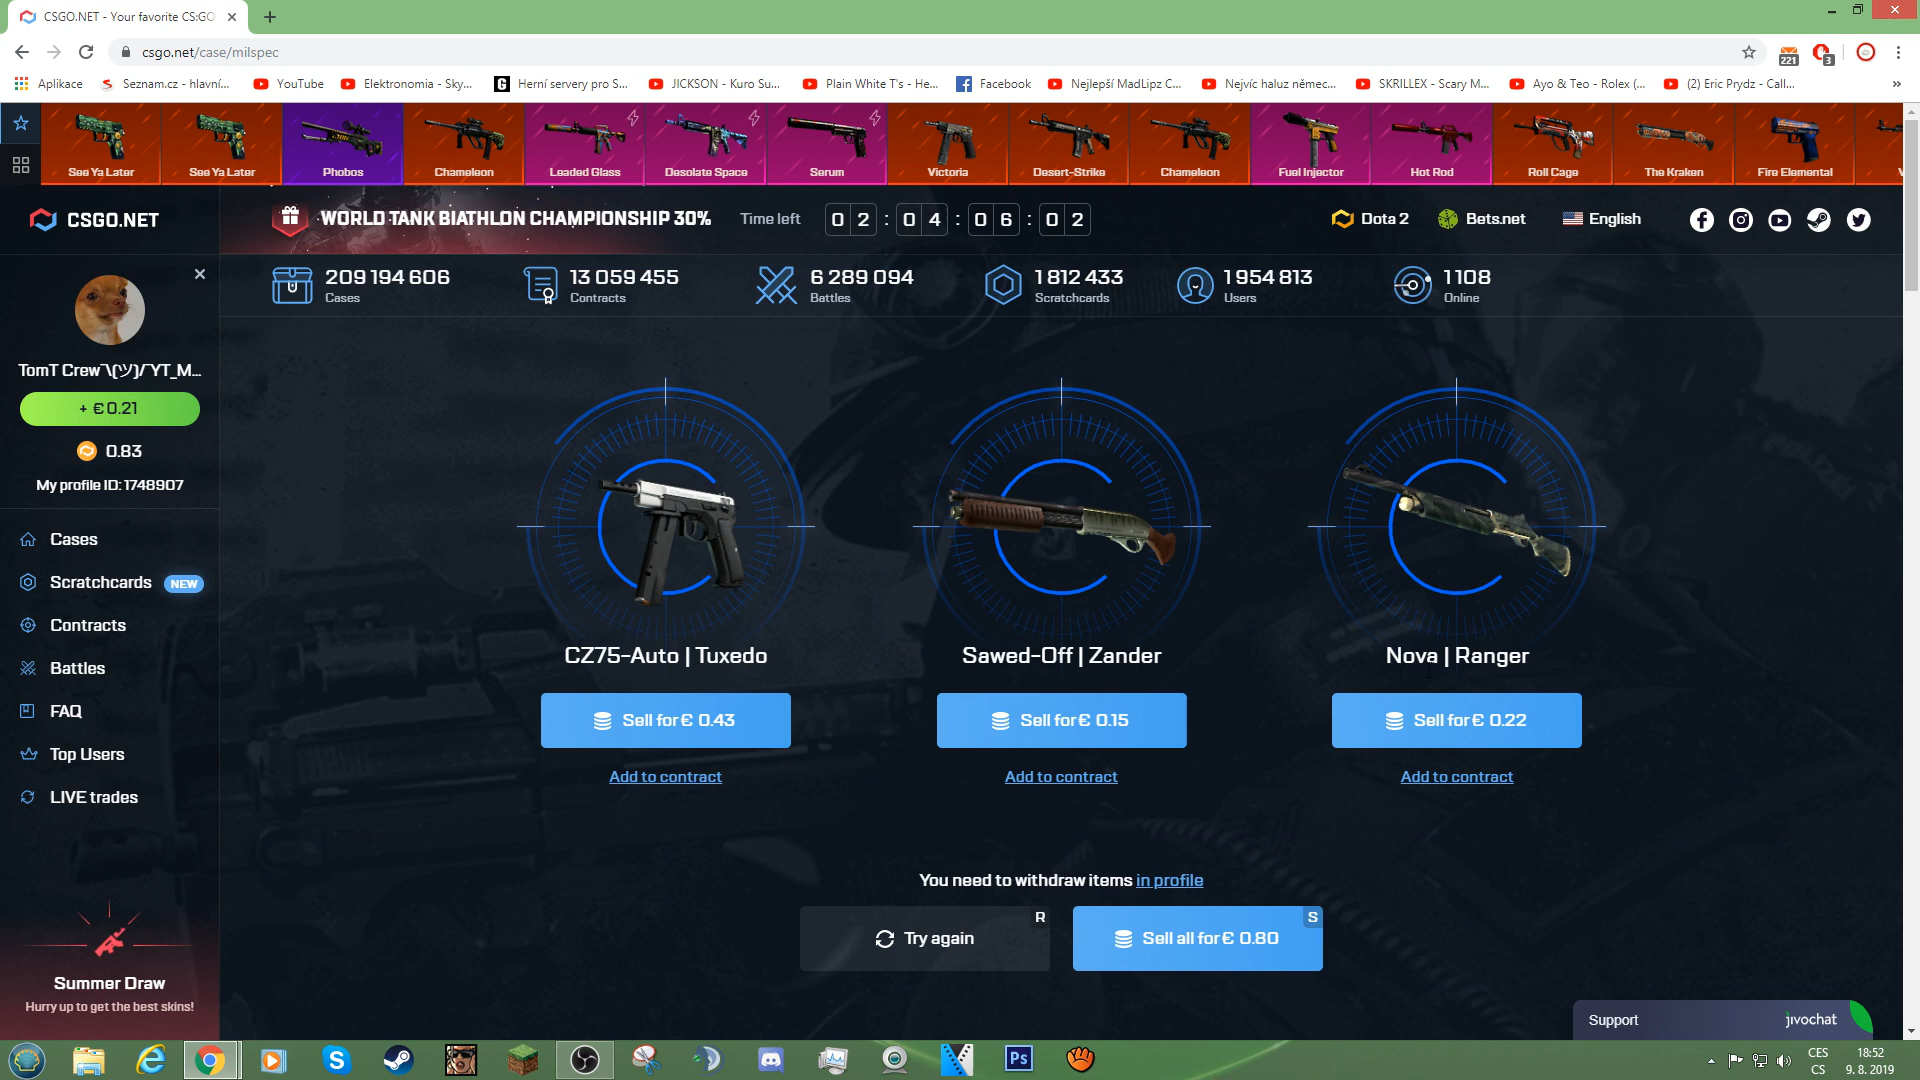 CSGO.NET - Your favorite CS:GO
csgo.net/case/milspec
221
3
Aplikace
Seznam.cz - hlavní...
YouTube
Elektronomia - Sky...
Herní servery pro S...
JICKSON - Kuro Su...
Plain White T's - He...
Facebook
Nejlepší MadLipz C...
Nejvíc haluz němec...
SKRILLEX - Scary M...
Ayo & Teo - Rolex (...
(2) Eric Prydz - Call...
»
See Ya Later
See Ya Later
Phobos
Chameleon
Leaded Glass
Desolate Space
Serum
Victoria
Desert-Strike
Chameleon
Fuel Injector
Hot Rod
Roll Cage
The Kraken
Fire Elemental
CSGO.NET
WORLD TANK BIATHLON CHAMPIONSHIP 30%
Time left
02:04:06:02
Dota 2
Bets.net
English
209 194 606
Cases
13 059 455
Contracts
6 289 094
Battles
1 812 433
Scratchcards
1 954 813
Users
1 108
Online
TomT Crew¯\(ツ)/¯YT_M...
+ € 0.21
0.83
My profile ID: 1748907
Cases
Scratchcards NEW
Contracts
Battles
FAQ
Top Users
LIVE trades
Summer Draw
Hurry up to get the best skins!
CZ75-Auto | Tuxedo
Sell for € 0.43
Add to contract
Sawed-Off | Zander
Sell for € 0.15
Add to contract
Nova | Ranger
Sell for € 0.22
Add to contract
You need to withdraw items in profile
Try again
R
Sell all for € 0.80
S
Support
jivochat
Ps
CES
CS
18:52
9. 8. 2019